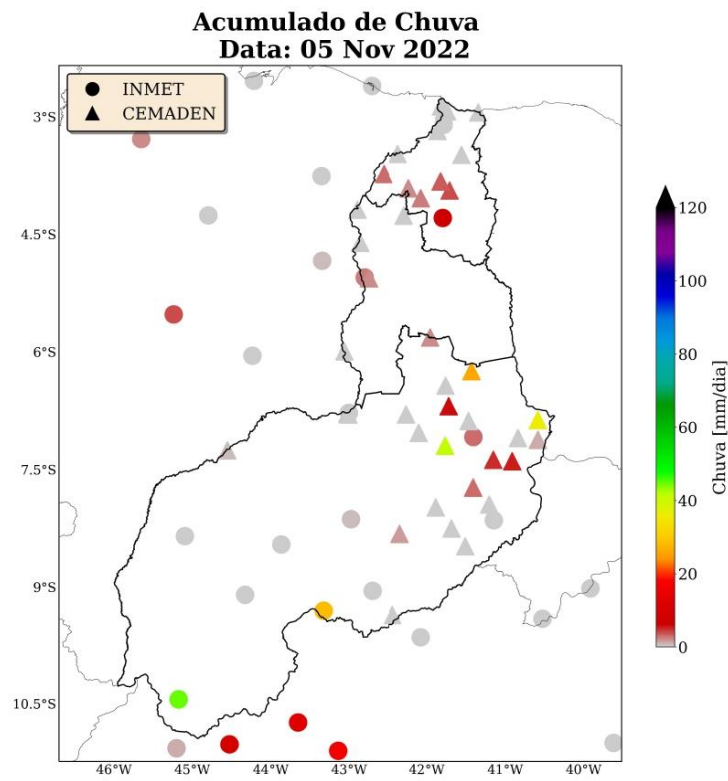 Acumulado de Chuva
Data: 05 Nov 2022
INMET
CEMADEN
3°S
4.5°S
6°S
7.5°S
9°S
10.5°S
46°W
45°W
44°W
43°W
42°W
41°W
40°W
120
100
80
60
40
20
0
Chuva [mm/dia]